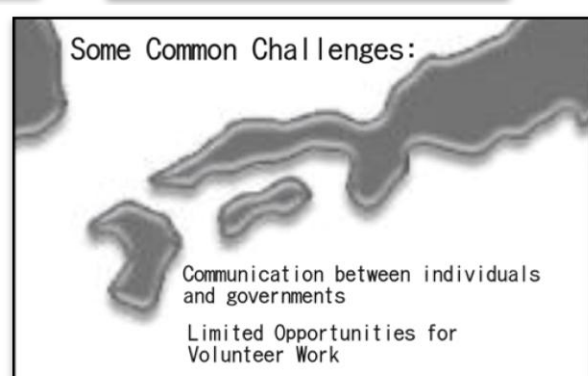 Some Common Challenges:
Communication between individuals
and governments
Limited Opportunities for
Volunteer Work